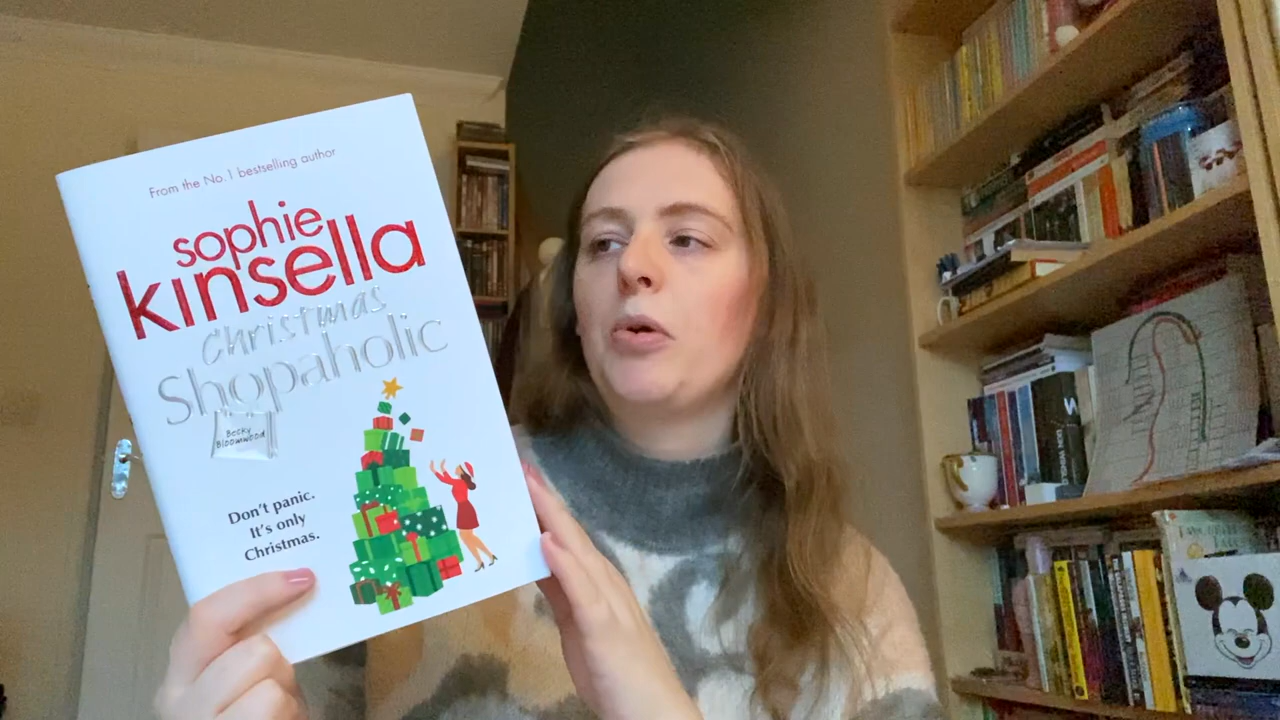 From the No.1 bestselling author
sophie
kinsella
Christmas
Shopaholic
Becky
Bloomwood
Don't panic.
It's only
Christmas.